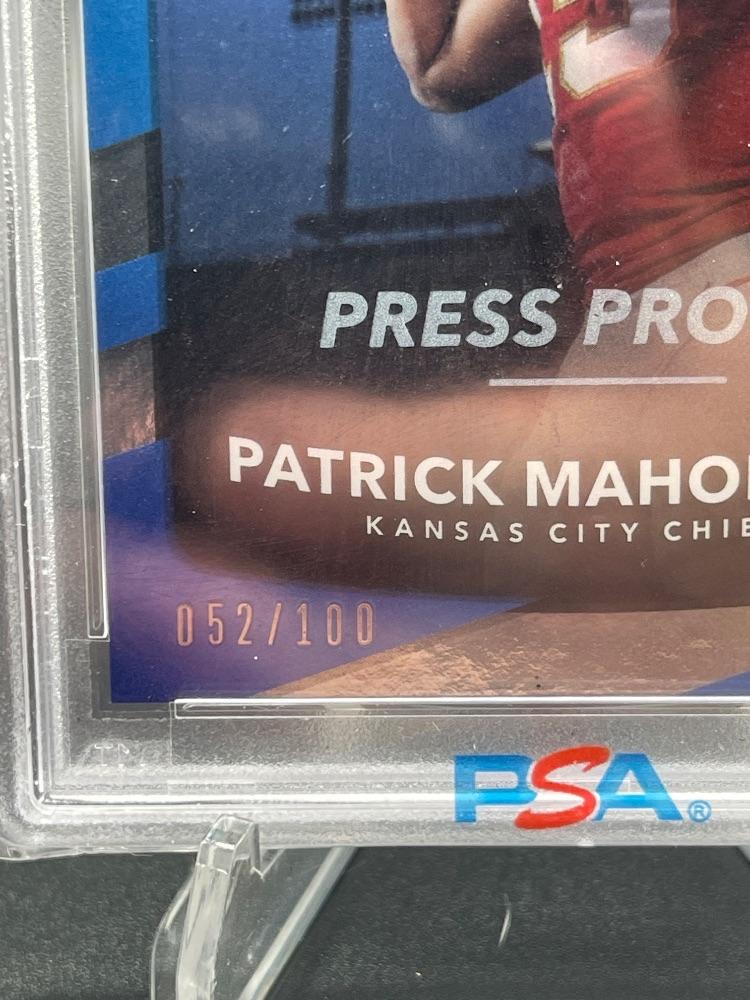 PRESS PRO
PATRICK MAHO
KANSAS CITY CHIE
052/100
PSA®